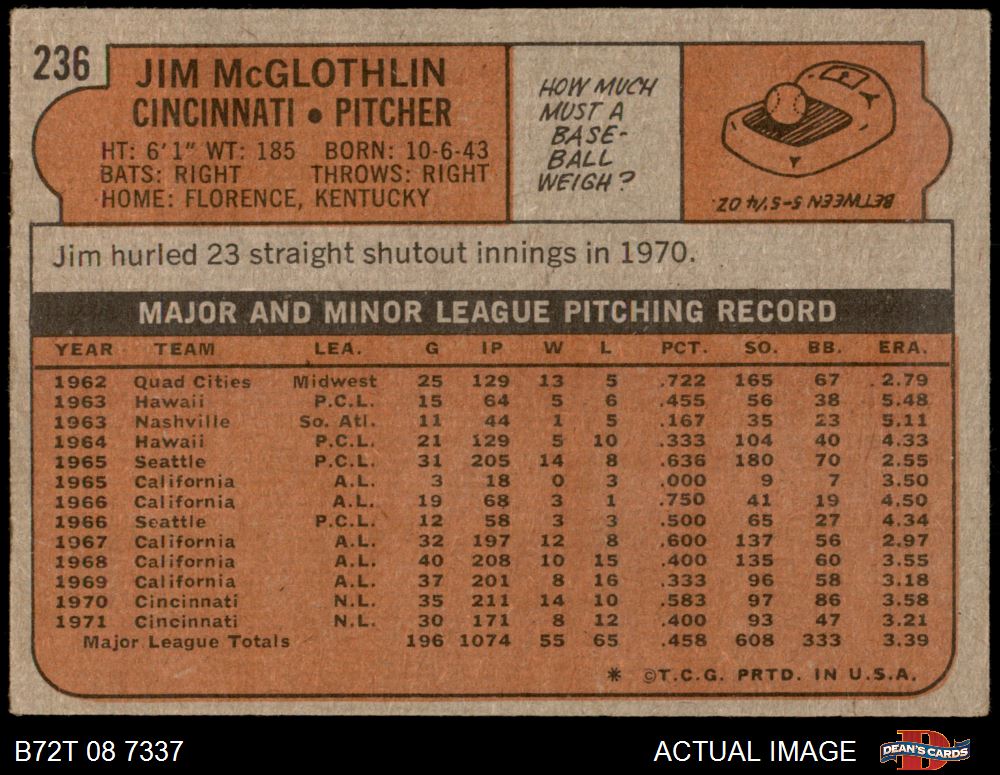 236
JIM McGLOTHLIN
CINCINNATI • PITCHER
HT: 6'1" WT: 185 BORN: 10-6-43
BATS: RIGHT THROWS: RIGHT
HOME: FLORENCE, KENTUCKY
HOW MUCH
MUST A
BASE-
BALL
WEIGH?
BETWEEN 5-5 1/4 OZ
Jim hurled 23 straight shutout innings in 1970.
MAJOR AND MINOR LEAGUE PITCHING RECORD
YEAR TEAM LEA. G IP W L PCT. SO. BB. ERA.
1962 Quad Cities Midwest 25 129 13 5 .722 165 67 2.79
1963 Hawaii P.C.L. 15 64 5 6 .455 56 38 5.48
1963 Nashville So. Atl. 11 44 1 5 .167 35 23 5.11
1964 Hawaii P.C.L. 21 129 5 10 .333 104 40 4.33
1965 Seattle P.C.L. 31 205 14 8 .636 180 70 2.55
1965 California A.L. 3 18 0 3 .000 9 7 3.50
1966 California A.L. 19 68 3 1 .750 41 19 4.50
1966 Seattle P.C.L. 12 58 3 3 .500 65 27 4.34
1967 California A.L. 32 197 12 8 .600 137 56 2.97
1968 California A.L. 40 208 10 15 .400 135 60 3.55
1969 California A.L. 37 201 8 16 .333 96 58 3.18
1970 Cincinnati N.L. 35 211 14 10 .583 97 86 3.58
1971 Cincinnati N.L. 30 171 8 12 .400 93 47 3.21
Major League Totals 196 1074 55 65 .458 608 333 3.39
* ©T.C.G. PRTD. IN U.S.A.
B72T 08 7337
ACTUAL IMAGE
DEAN'S CARDS